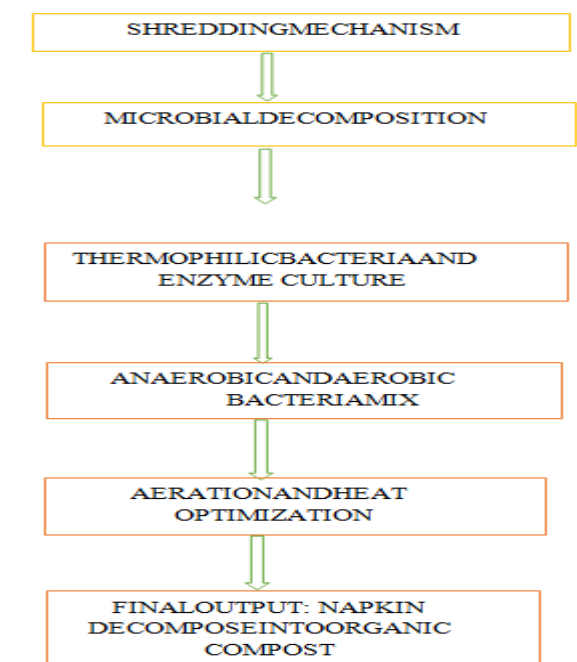 SHREDDINGMECHANISM
MICROBIALDECOMPOSITION
THERMOPHILICBACTERIAAND
ENZYME CULTURE
ANAEROBICANDAEROBIC
BACTERIAMIX
AERATIONANDHEAT
OPTIMIZATION
FINALOUTPUT: NAPKIN
DECOMPOSEINTOORGANIC
COMPOST